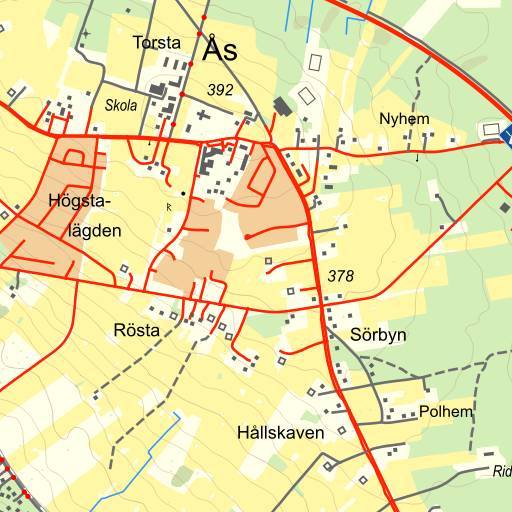 Torsta
Ås
392
Skola
Nyhem
R
Högsta-
lägden
378
Rösta
Sörbyn
Polhem
Hållskaven
Rid